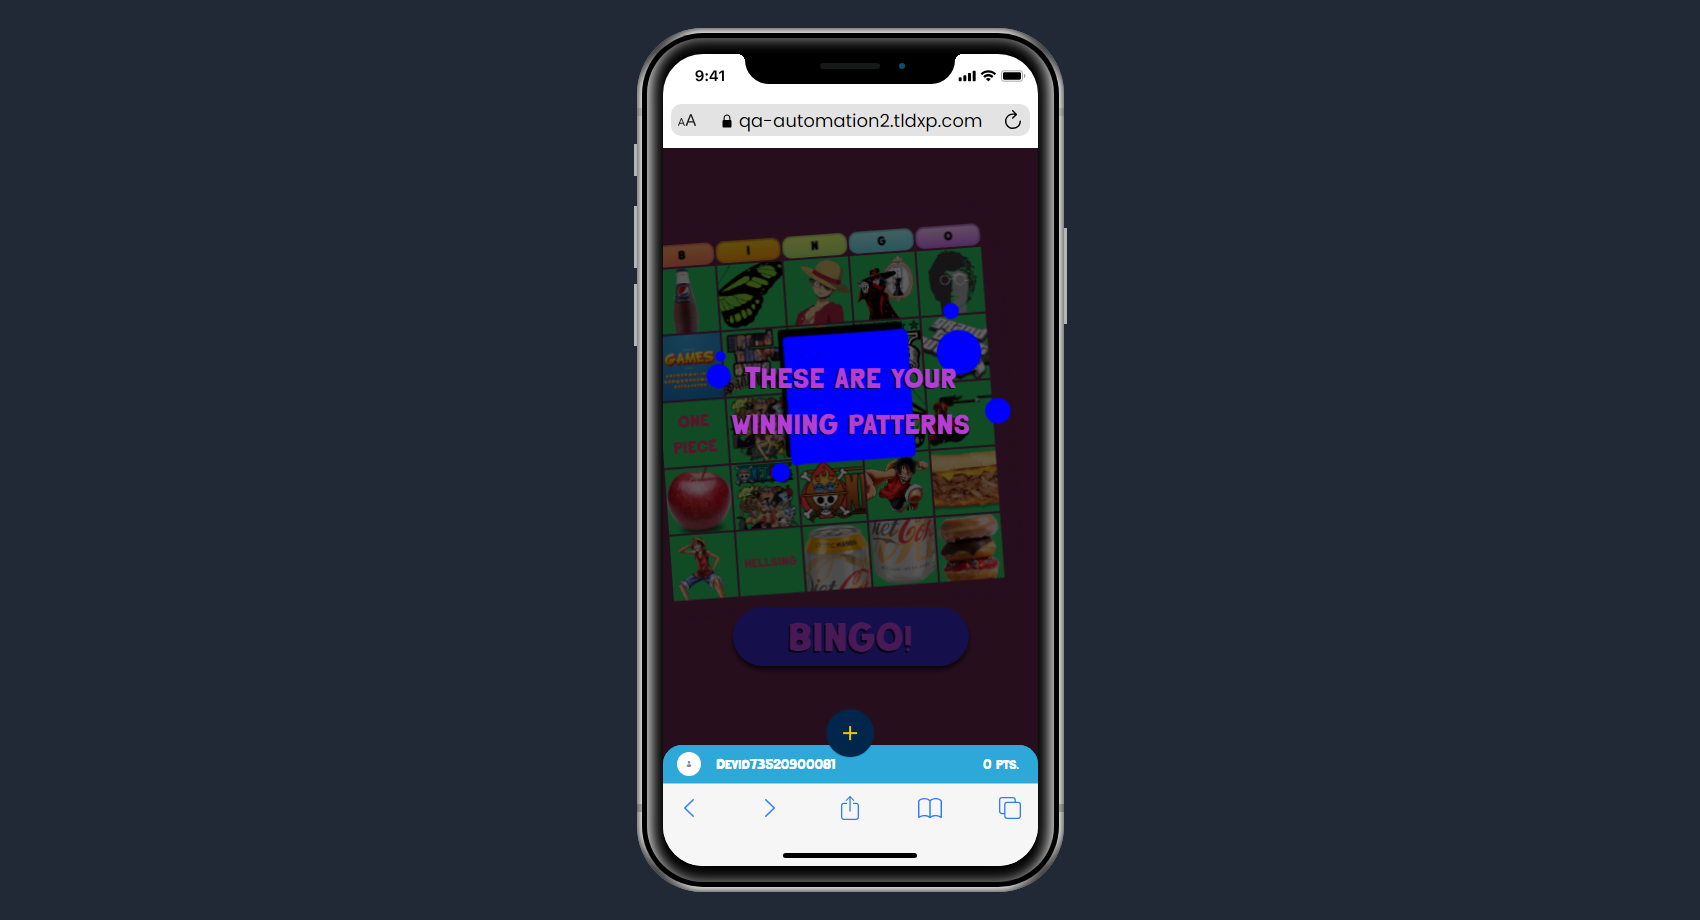 9:41
AA
qa-automation2.tldxp.com
B I N G O
GAMES
These are your
winning patterns
ONE
PIECE
HELLSING
BINGO!
+
Devid73520900081
0 pts.